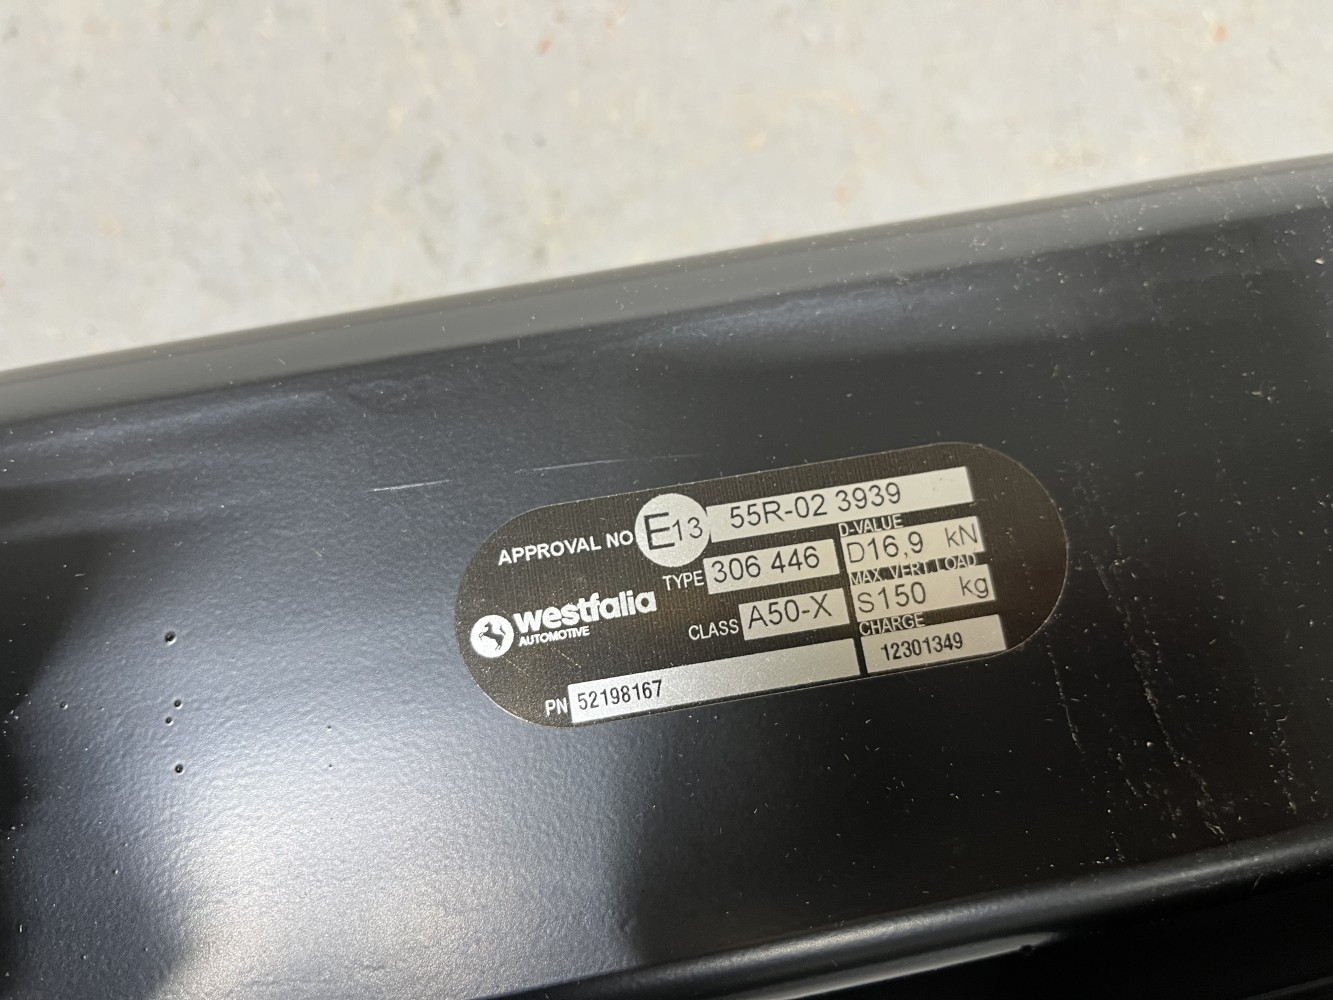 APPROVAL NO E13 55R-02 3939
TYPE 306 446
D-VALUE
D16,9 kN
westfalia
AUTOMOTIVE
CLASS A50-X
MAX. VERT. LOAD
S150 kg
CHARGE
12301349
PN 52198167